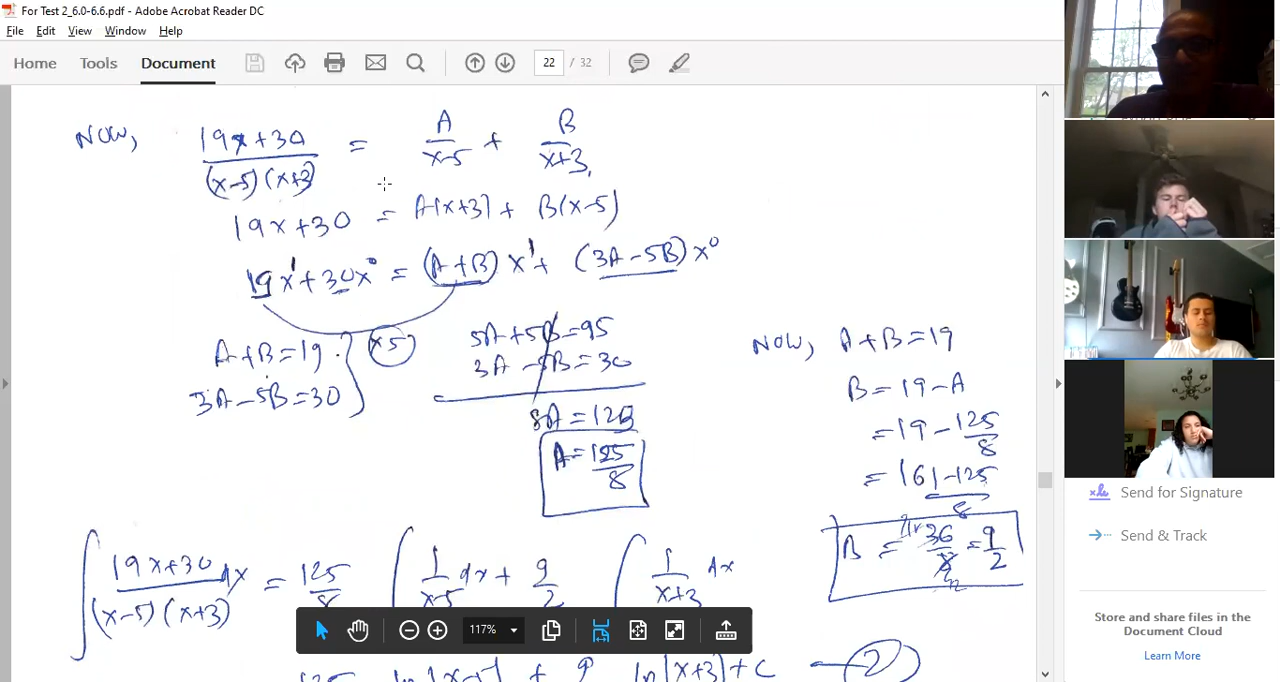 For Test 2_6.0-6.6.pdf - Adobe Acrobat Reader DC
File Edit View Window Help
Home Tools Document 22 / 32
Now, 19x+30 / (x-5)(x+3) = A/x-5 + B/x+3
19x+30 = A(x+3) + B(x-5)
19x¹+30x⁰ = (A+B)x¹+ (3A-5B)x⁰
A+B=19 ×5
3A-5B=30
5A+5B=95
3A-5B=30
8A=125
A=125/8
Now, A+B=19
B=19-A
=19-125/8
=161-125/8
B = 36/8=9/2
∫ 19x+30/(x-5)(x+3) dx = 125/8 ∫ 1/x-5 dx + 9/2 ∫ 1/x+3 dx
117%
125 ln|x-5| + 9 ln|x+3|+C — 2
Send for Signature
Send & Track
Store and share files in the
Document Cloud
Learn More